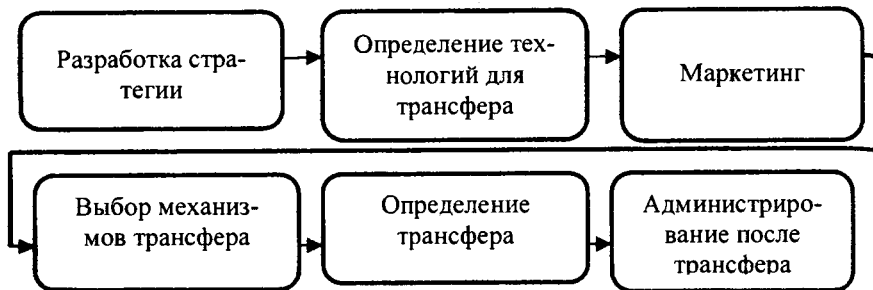 Разработка стра-
тегии
Определение тех-
нологий для
трансфера
Маркетинг
Выбор механиз-
мов трансфера
Определение
трансфера
Администриро-
вание после
трансфера